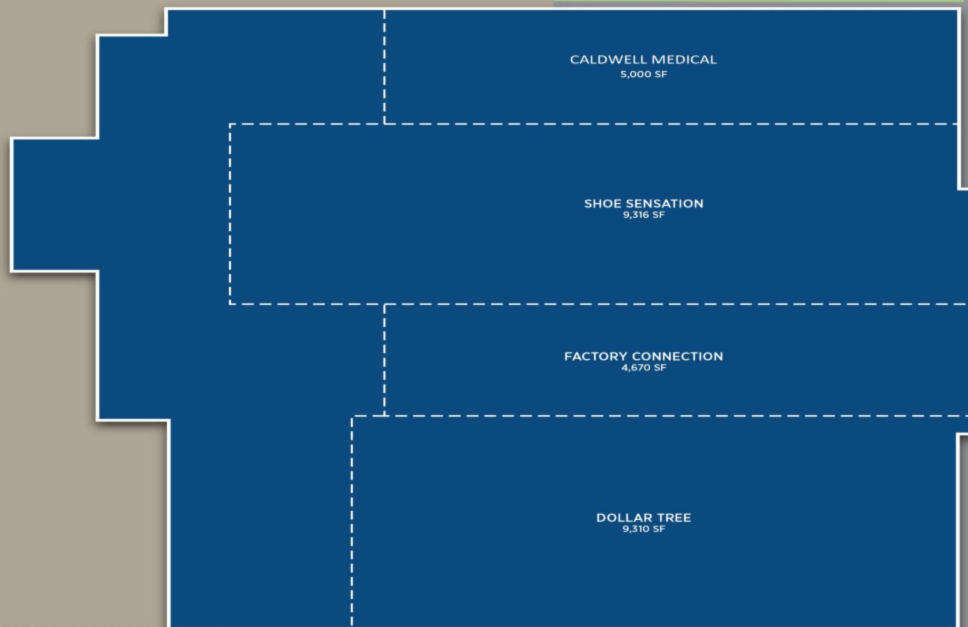 CALDWELL MEDICAL
5,000 SF
SHOE SENSATION
9,316 SF
FACTORY CONNECTION
4,670 SF
DOLLAR TREE
9,310 SF